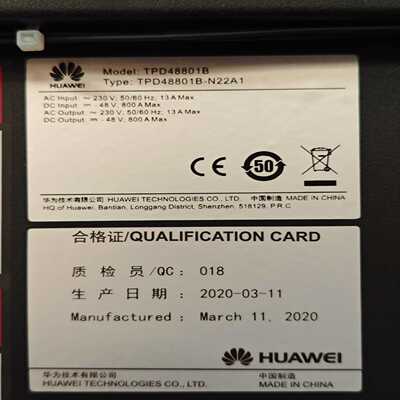 HUAWEI
Model: TPD48801B
Type: TPD48801B-N22A1
AC Input: ～ 230 V; 50/60 Hz; 13 A Max
DC Input: ⎓ - 48 V; 800 A Max
AC Output: ～ 230 V; 50/60 Hz; 13 A Max
DC Output: ⎓ - 48 V; 800 A Max
CE 50
华为技术有限公司 HUAWEI TECHNOLOGIES CO., LTD. 中国制造 MADE IN CHINA
HQ of Huawei, Bantian, Longgang District, Shenzhen, 518129, P.R.C
合格证/QUALIFICATION CARD
质 检 员/QC: 018
生 产 日 期: 2020-03-11
Manufactured: March 11, 2020
HUAWEI
华为技术有限公司 中国制造
HUAWEI TECHNOLOGIES CO., LTD. MADE IN CHINA